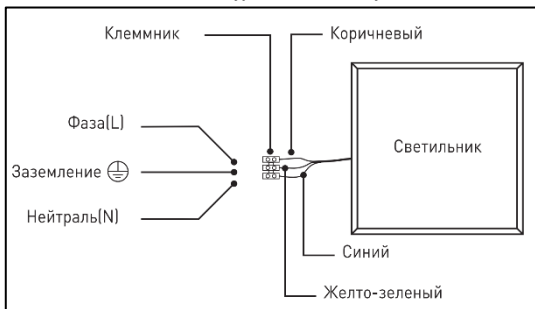 Клеммник
Коричневый
Фаза(L)
Заземление
Нейтраль(N)
Светильник
Синий
Желто-зеленый